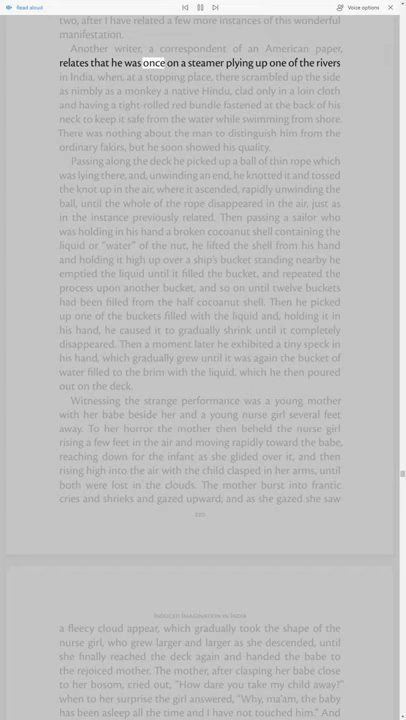 Read aloud
Voice options
two, after I have related a few more instances of this wonderful
manifestation.
Another writer, a correspondent of an American paper,
relates that he was once on a steamer plying up one of the rivers
in India, when, at a stopping place, there scrambled up the side
as nimbly as a monkey a native Hindu, clad only in a loin cloth
and having a tight-rolled red bundle fastened at the back of his
neck to keep it safe from the water while swimming from shore.
There was nothing about the man to distinguish him from the
ordinary fakirs, but he soon showed his quality.
Passing along the deck he picked up a ball of thin rope which
was lying there, and, unwinding an end, he knotted it and tossed
the knot up in the air, where it ascended, rapidly unwinding the
ball, until the whole of the rope disappeared in the air, just as
in the instance previously related. Then passing a sailor who
was holding in his hand a broken cocoanut shell containing the
liquid or “water” of the nut, he lifted the shell from his hand
and holding it high up over a ship’s bucket standing nearby he
emptied the liquid until it filled the bucket, and repeated the
process upon another bucket, and so on until twelve buckets
had been filled from the half cocoanut shell. Then he picked
up one of the buckets filled with the liquid and, holding it in
his hand, he caused it to gradually shrink until it completely
disappeared. Then a moment later he exhibited a tiny speck in
his hand, which gradually grew until it was again the bucket of
water filled to the brim with the liquid, which he then poured
out on the deck.
Witnessing the strange performance was a young mother
with her babe beside her and a young nurse girl several feet
away. To her horror the mother then beheld the nurse girl
rising a few feet in the air and moving rapidly toward the babe,
reaching down for the infant as she glided over it, and then
rising high into the air with the child clasped in her arms, until
both were lost in the clouds. The mother burst into frantic
cries and shrieks and gazed upward; and as she gazed she saw
Induced Imagination in India
a fleecy cloud appear, which gradually took the shape of the
nurse girl, who grew larger and larger as she descended, until
she finally reached the deck again and handed the babe to
the rejoiced mother. The mother, after clasping her babe close
to her bosom, cried out, “How dare you take my child away?”
when to her surprise the girl answered, “Why, ma’am, the baby
has been asleep all the time and I have not touched him.” And